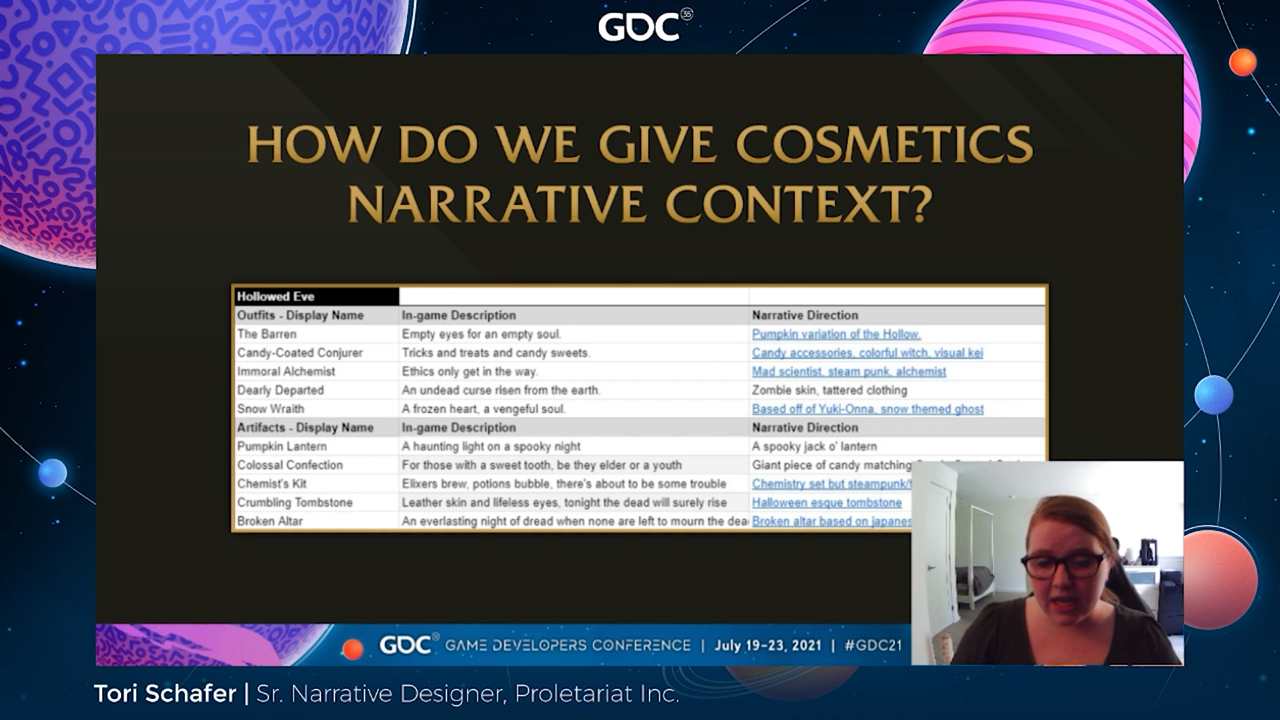 GDC 35
HOW DO WE GIVE COSMETICS
NARRATIVE CONTEXT?
Hollowed Eve
Outfits - Display Name In-game Description Narrative Direction
The Barren Empty eyes for an empty soul. Pumpkin variation of the Hollow.
Candy-Coated Conjurer Tricks and treats and candy sweets. Candy accessories, colorful witch, visual kei
Immoral Alchemist Ethics only get in the way. Mad scientist, steam punk, alchemist
Dearly Departed An undead curse risen from the earth. Zombie skin, tattered clothing
Snow Wraith A frozen heart, a vengeful soul. Based off of Yuki-Onna, snow themed ghost
Artifacts - Display Name In-game Description Narrative Direction
Pumpkin Lantern A haunting light on a spooky night A spooky jack o' lantern
Colossal Confection For those with a sweet tooth, be they elder or a youth Giant piece of candy matching
Chemist's Kit Elixers brew, potions bubble, there's about to be some trouble Chemistry set but steampunk/
Crumbling Tombstone Leather skin and lifeless eyes, tonight the dead will surely rise Halloween esque tombstone
Broken Altar An everlasting night of dread when none are left to mourn the dea Broken altar based on japanes
GDC GAME DEVELOPERS CONFERENCE | July 19-23, 2021 | #GDC21
Tori Schafer | Sr. Narrative Designer, Proletariat Inc.